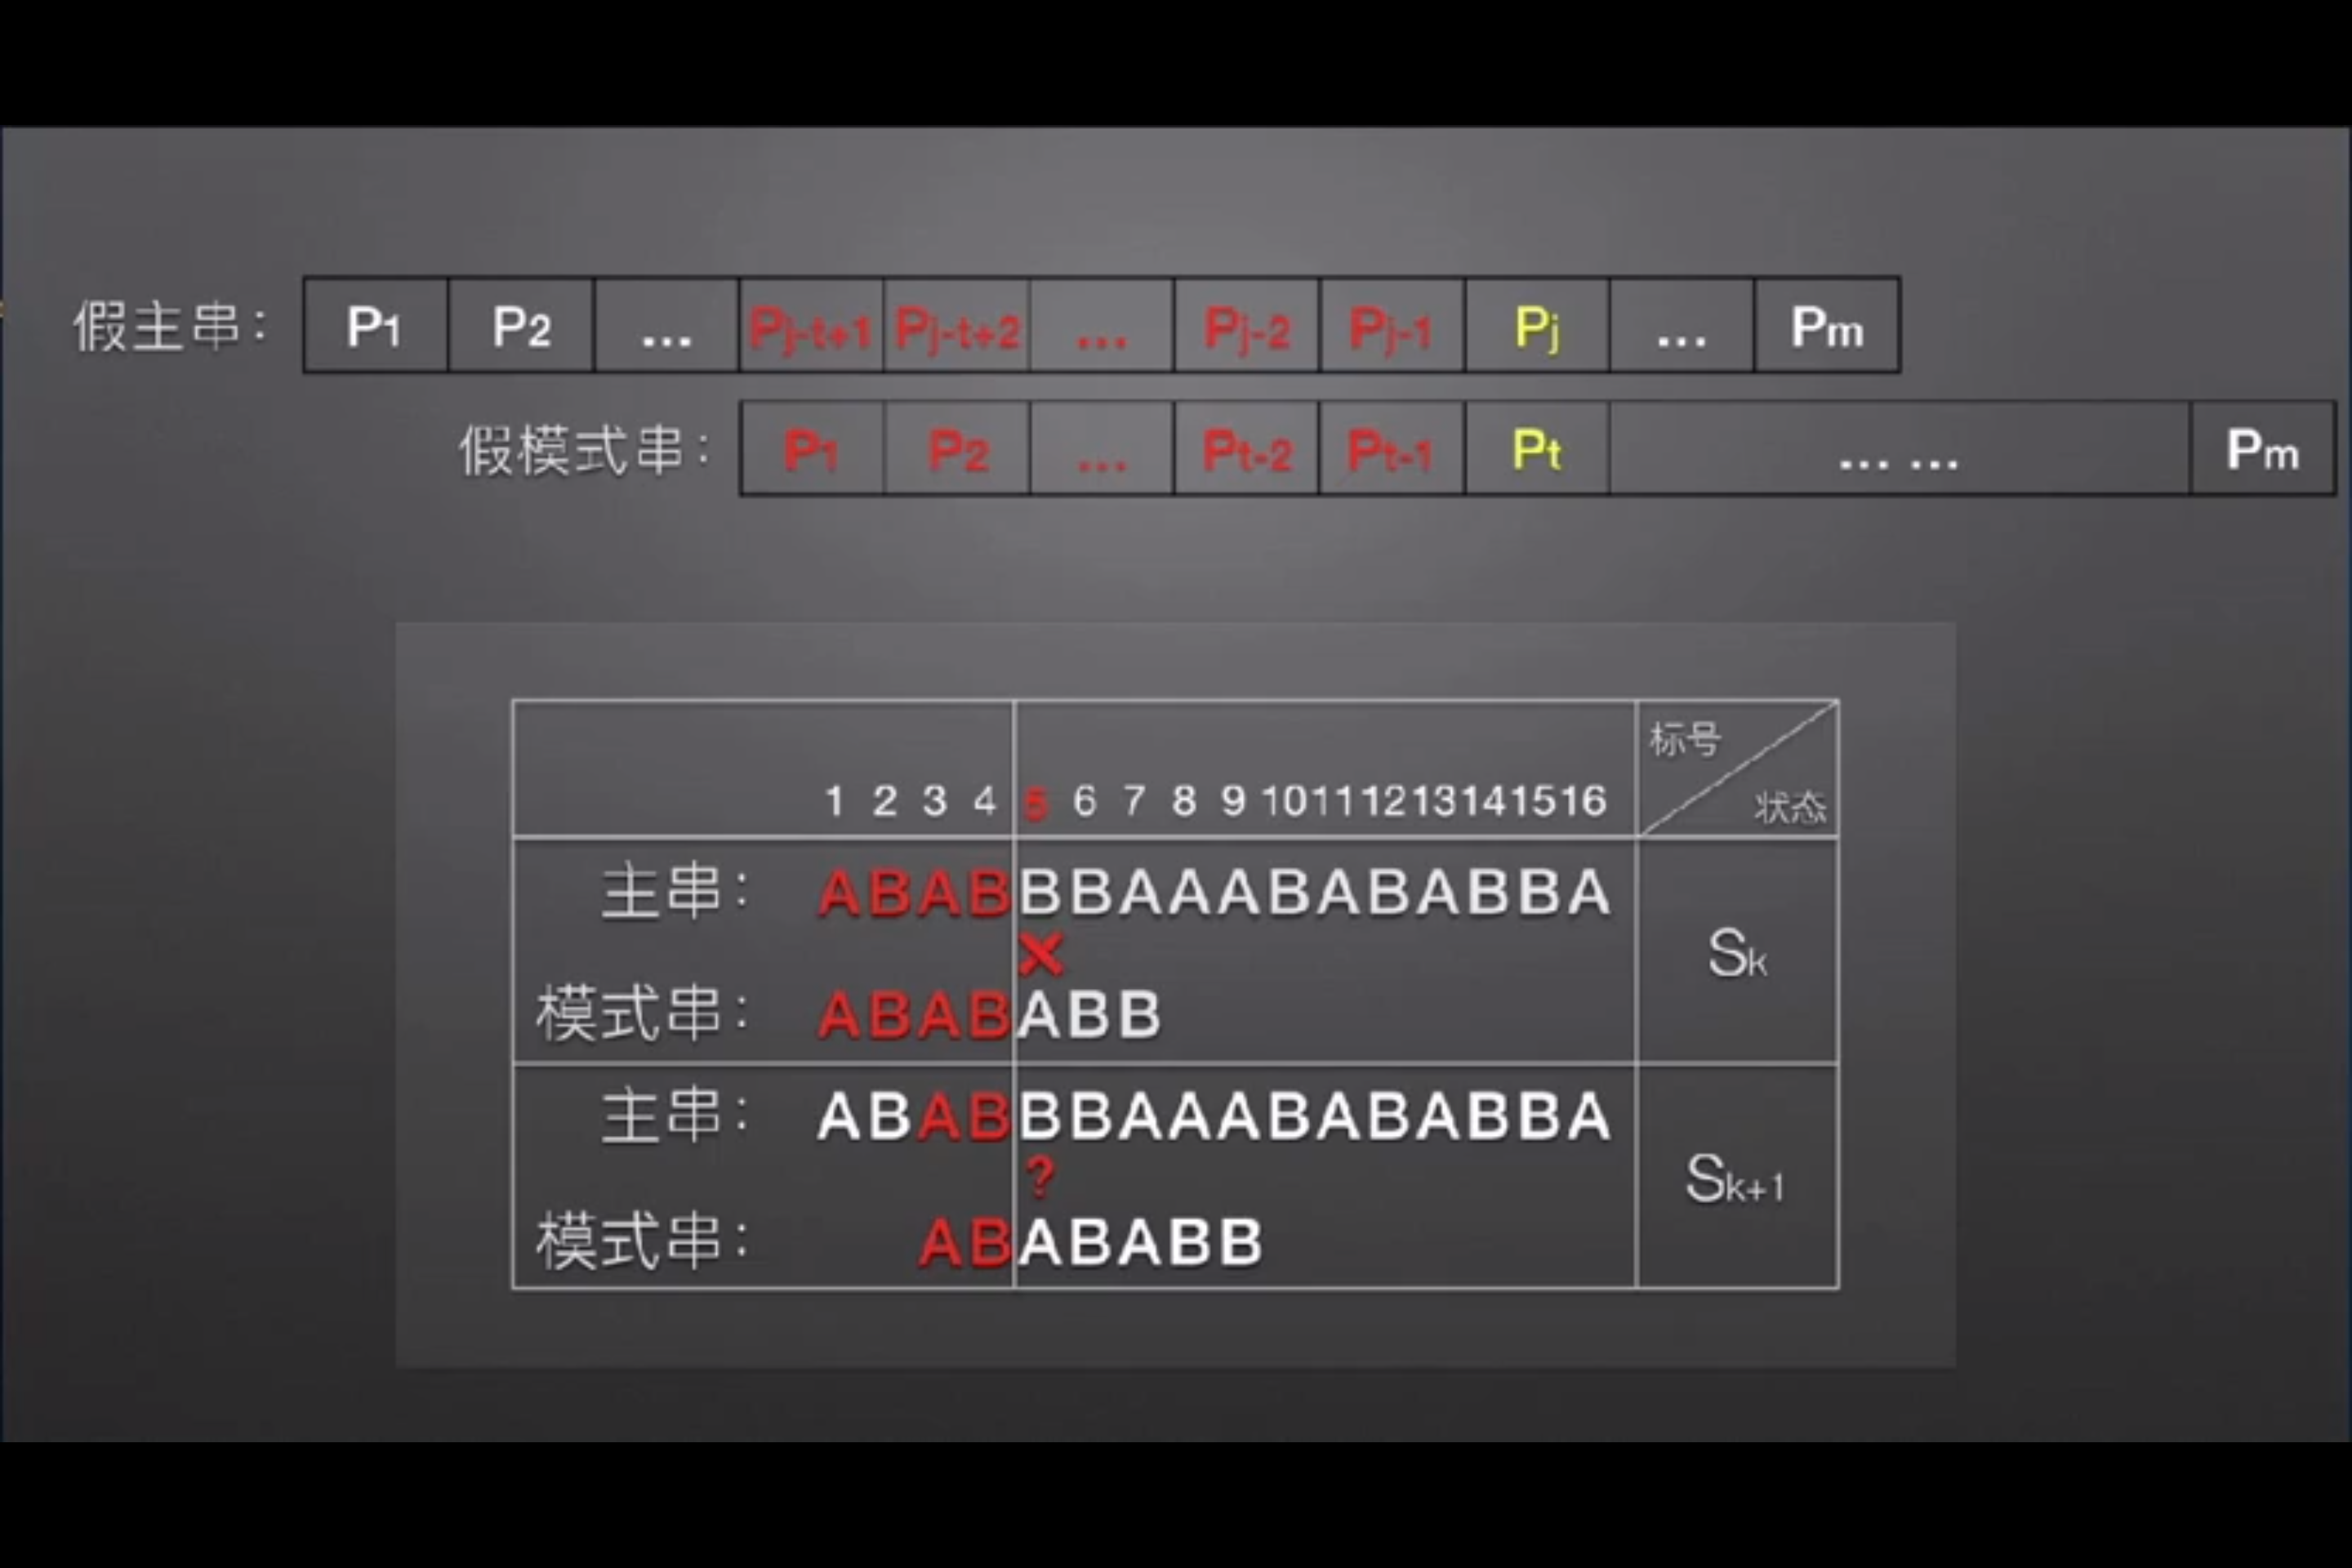 假主串: P1 P2 ... Pj-t+1 Pj-t+2 ... Pj-2 Pj-1 Pj ... Pm
假模式串: P1 P2 ... Pt-2 Pt-1 Pt ... ... Pm
标号
1 2 3 4 5 6 7 8 9 10 11 12 13 14 15 16 状态
主串: ABABBBAAABABABBA
✕ Sk
模式串: ABABABB
主串: ABABBBAAABABABBA
? Sk+1
模式串: ABABABB